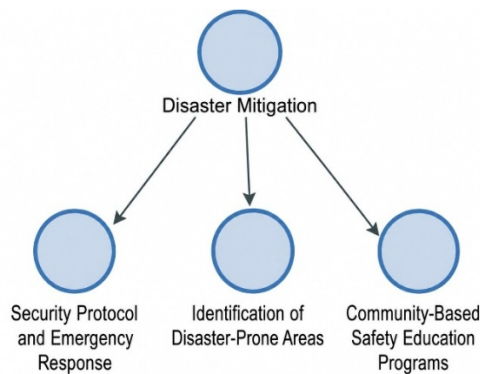 Disaster Mitigation
Security Protocol
and Emergency
Response
Identification of
Disaster-Prone Areas
Community-Based
Safety Education
Programs